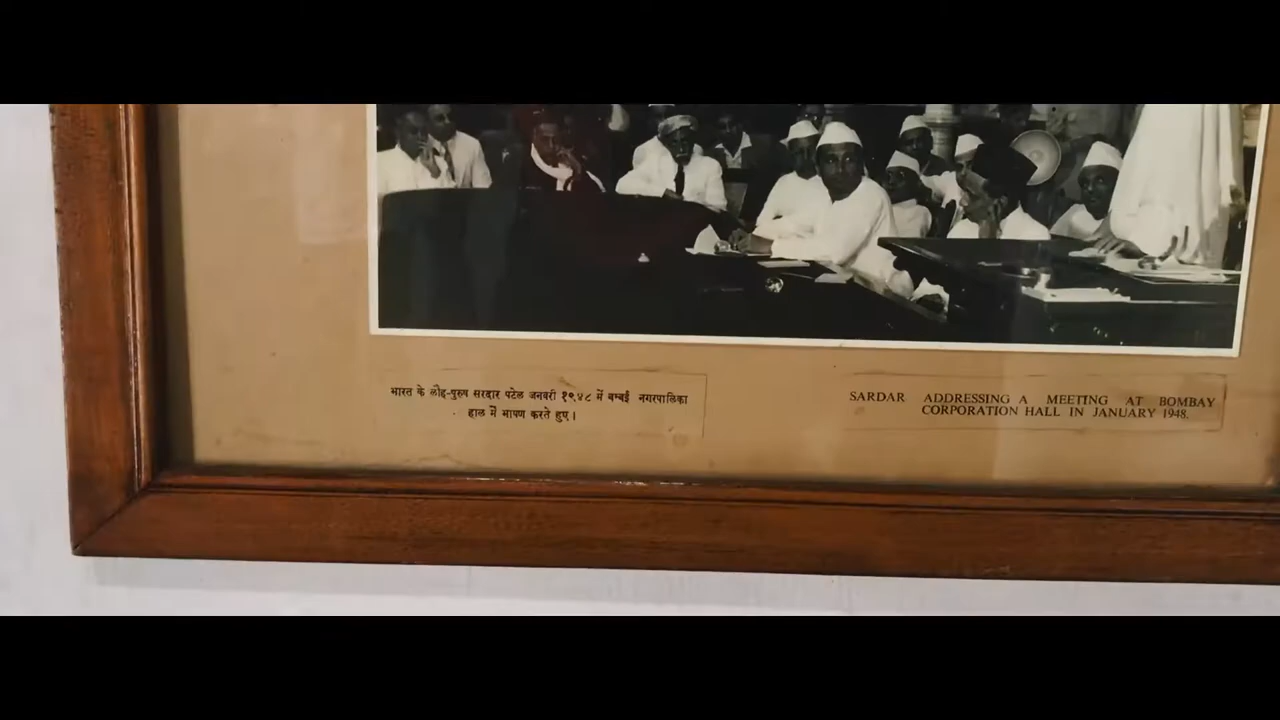 भारत के लौह-पुरुष सरदार पटेल जनवरी १९४८ में बम्बई नगरपालिका
हाल में भाषण करते हुए।
SARDAR ADDRESSING A MEETING AT BOMBAY
CORPORATION HALL IN JANUARY 1948.